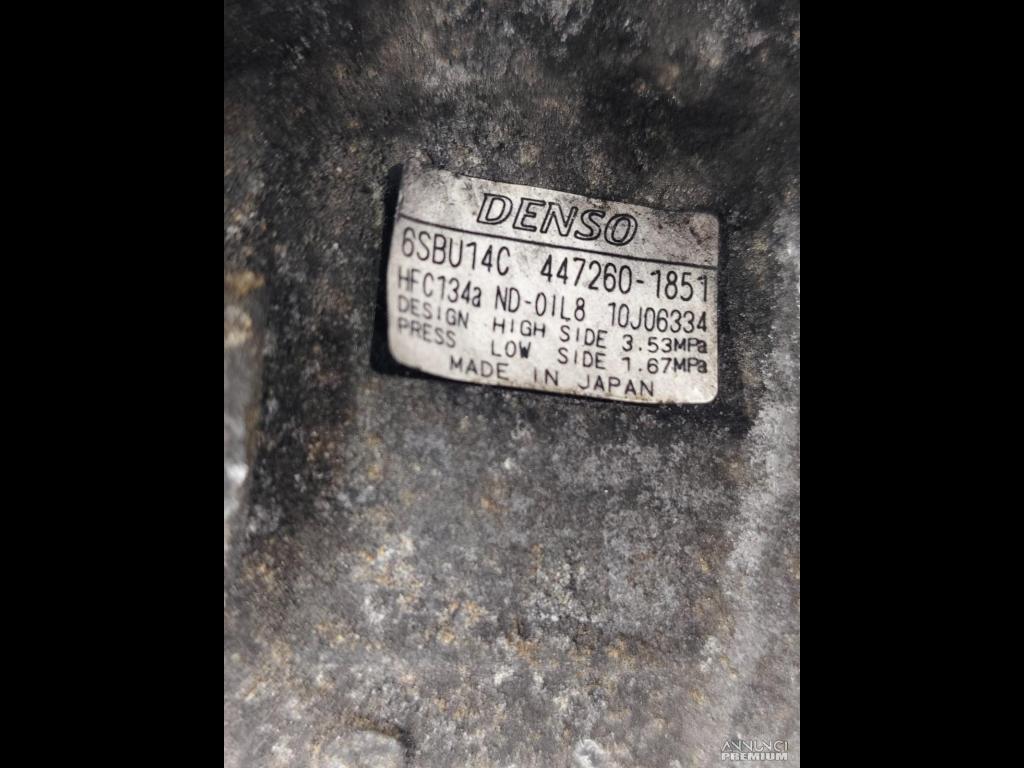 DENSO
6SBU14C 447260-1851
HFC134a ND-OIL8 10J06334
DESIGN HIGH SIDE 3.53MPa
PRESS LOW SIDE 1.67MPa
MADE IN JAPAN
ANNUNCI
PREMIUM